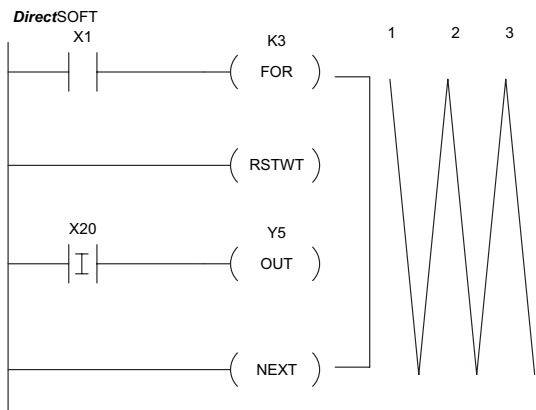 DirectSOFT
X1
K3
FOR
1 2 3
RSTWT
X20
Y5
OUT
NEXT